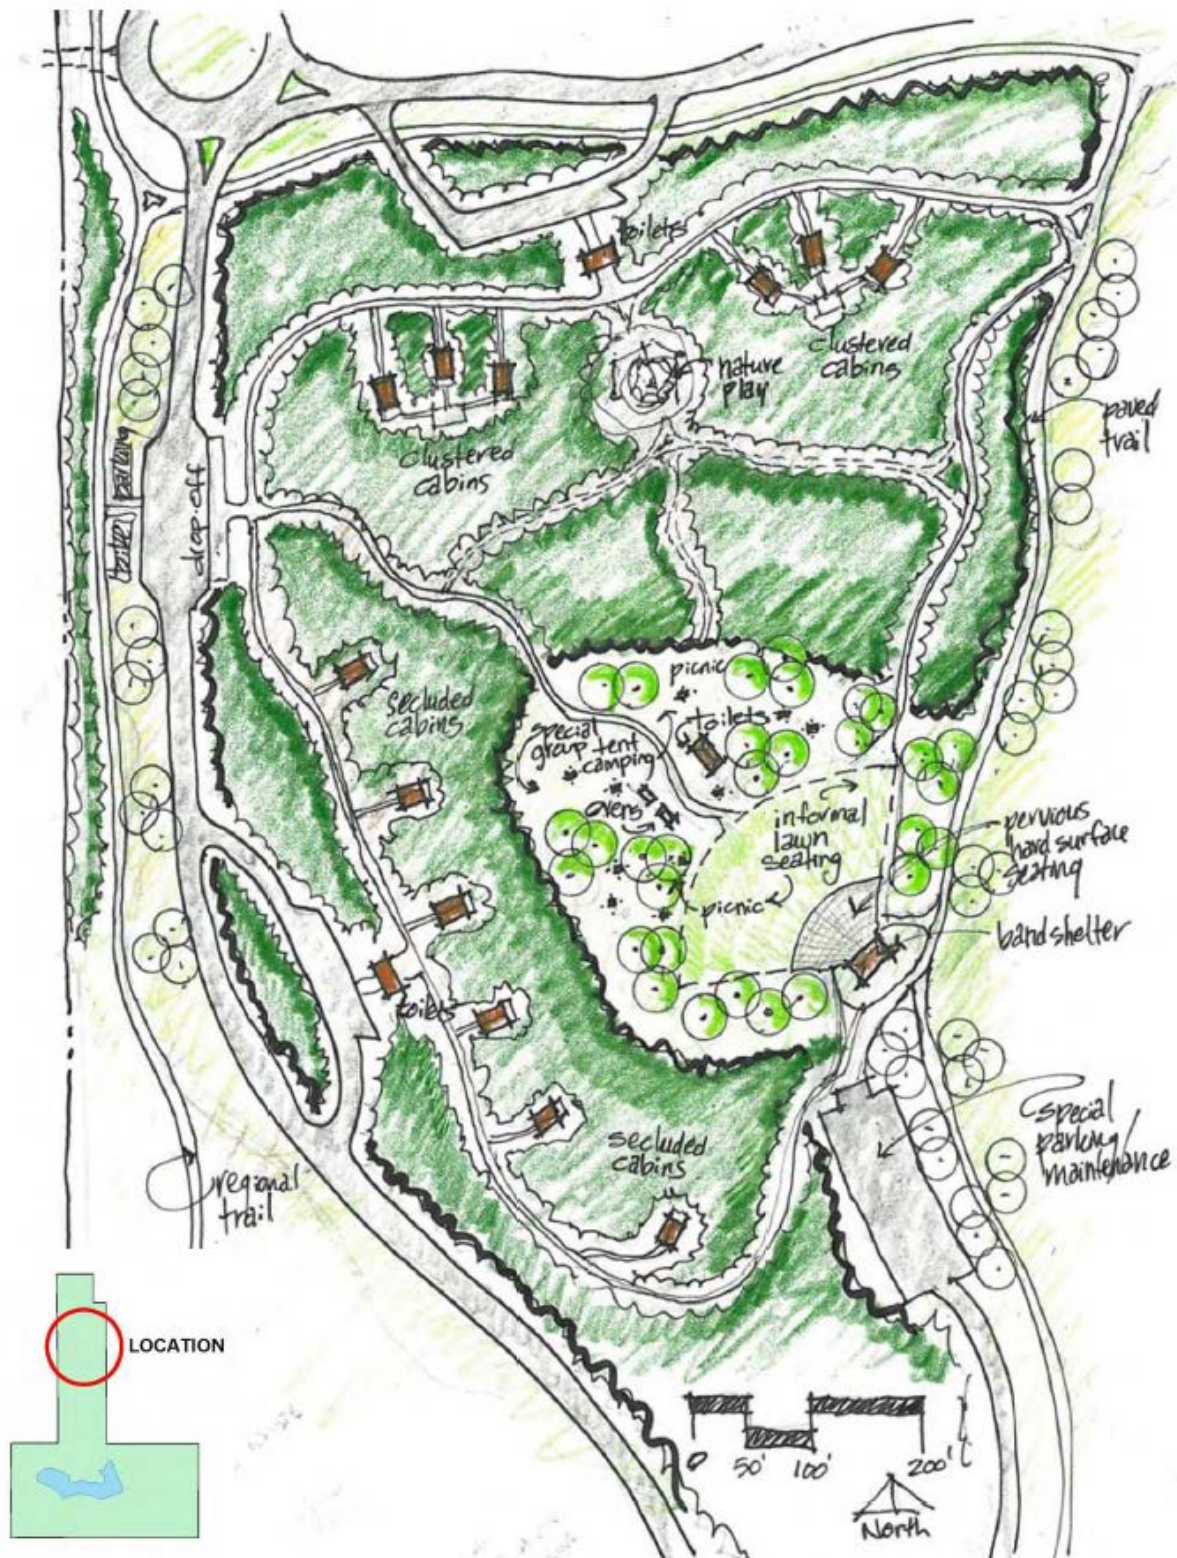 toilets
clustered
cabins
nature
play
paved
trail
parking
drop-off
clustered
cabins
secluded
cabins
picnic
toilets
special
group tent
camping
ovens
informal
lawn
seating
pervious
hard surface
seating
picnic
bandshelter
toilets
secluded
cabins
special
parking/
maintenance
regional
trail
LOCATION
0 50' 100' 200'
North